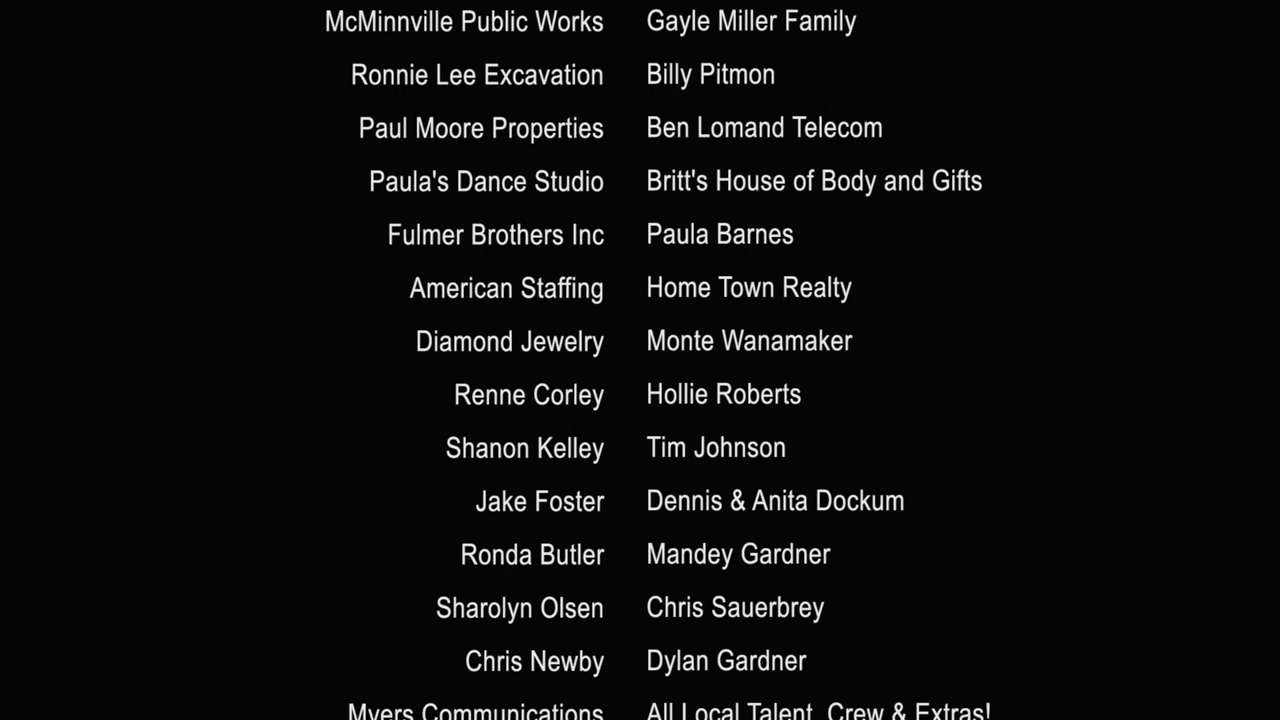 McMinnville Public Works Gayle Miller Family
Ronnie Lee Excavation Billy Pitmon
Paul Moore Properties Ben Lomand Telecom
Paula's Dance Studio Britt's House of Body and Gifts
Fulmer Brothers Inc Paula Barnes
American Staffing Home Town Realty
Diamond Jewelry Monte Wanamaker
Renne Corley Hollie Roberts
Shanon Kelley Tim Johnson
Jake Foster Dennis & Anita Dockum
Ronda Butler Mandey Gardner
Sharolyn Olsen Chris Sauerbrey
Chris Newby Dylan Gardner
Myers Communications All Local Talent, Crew & Extras!